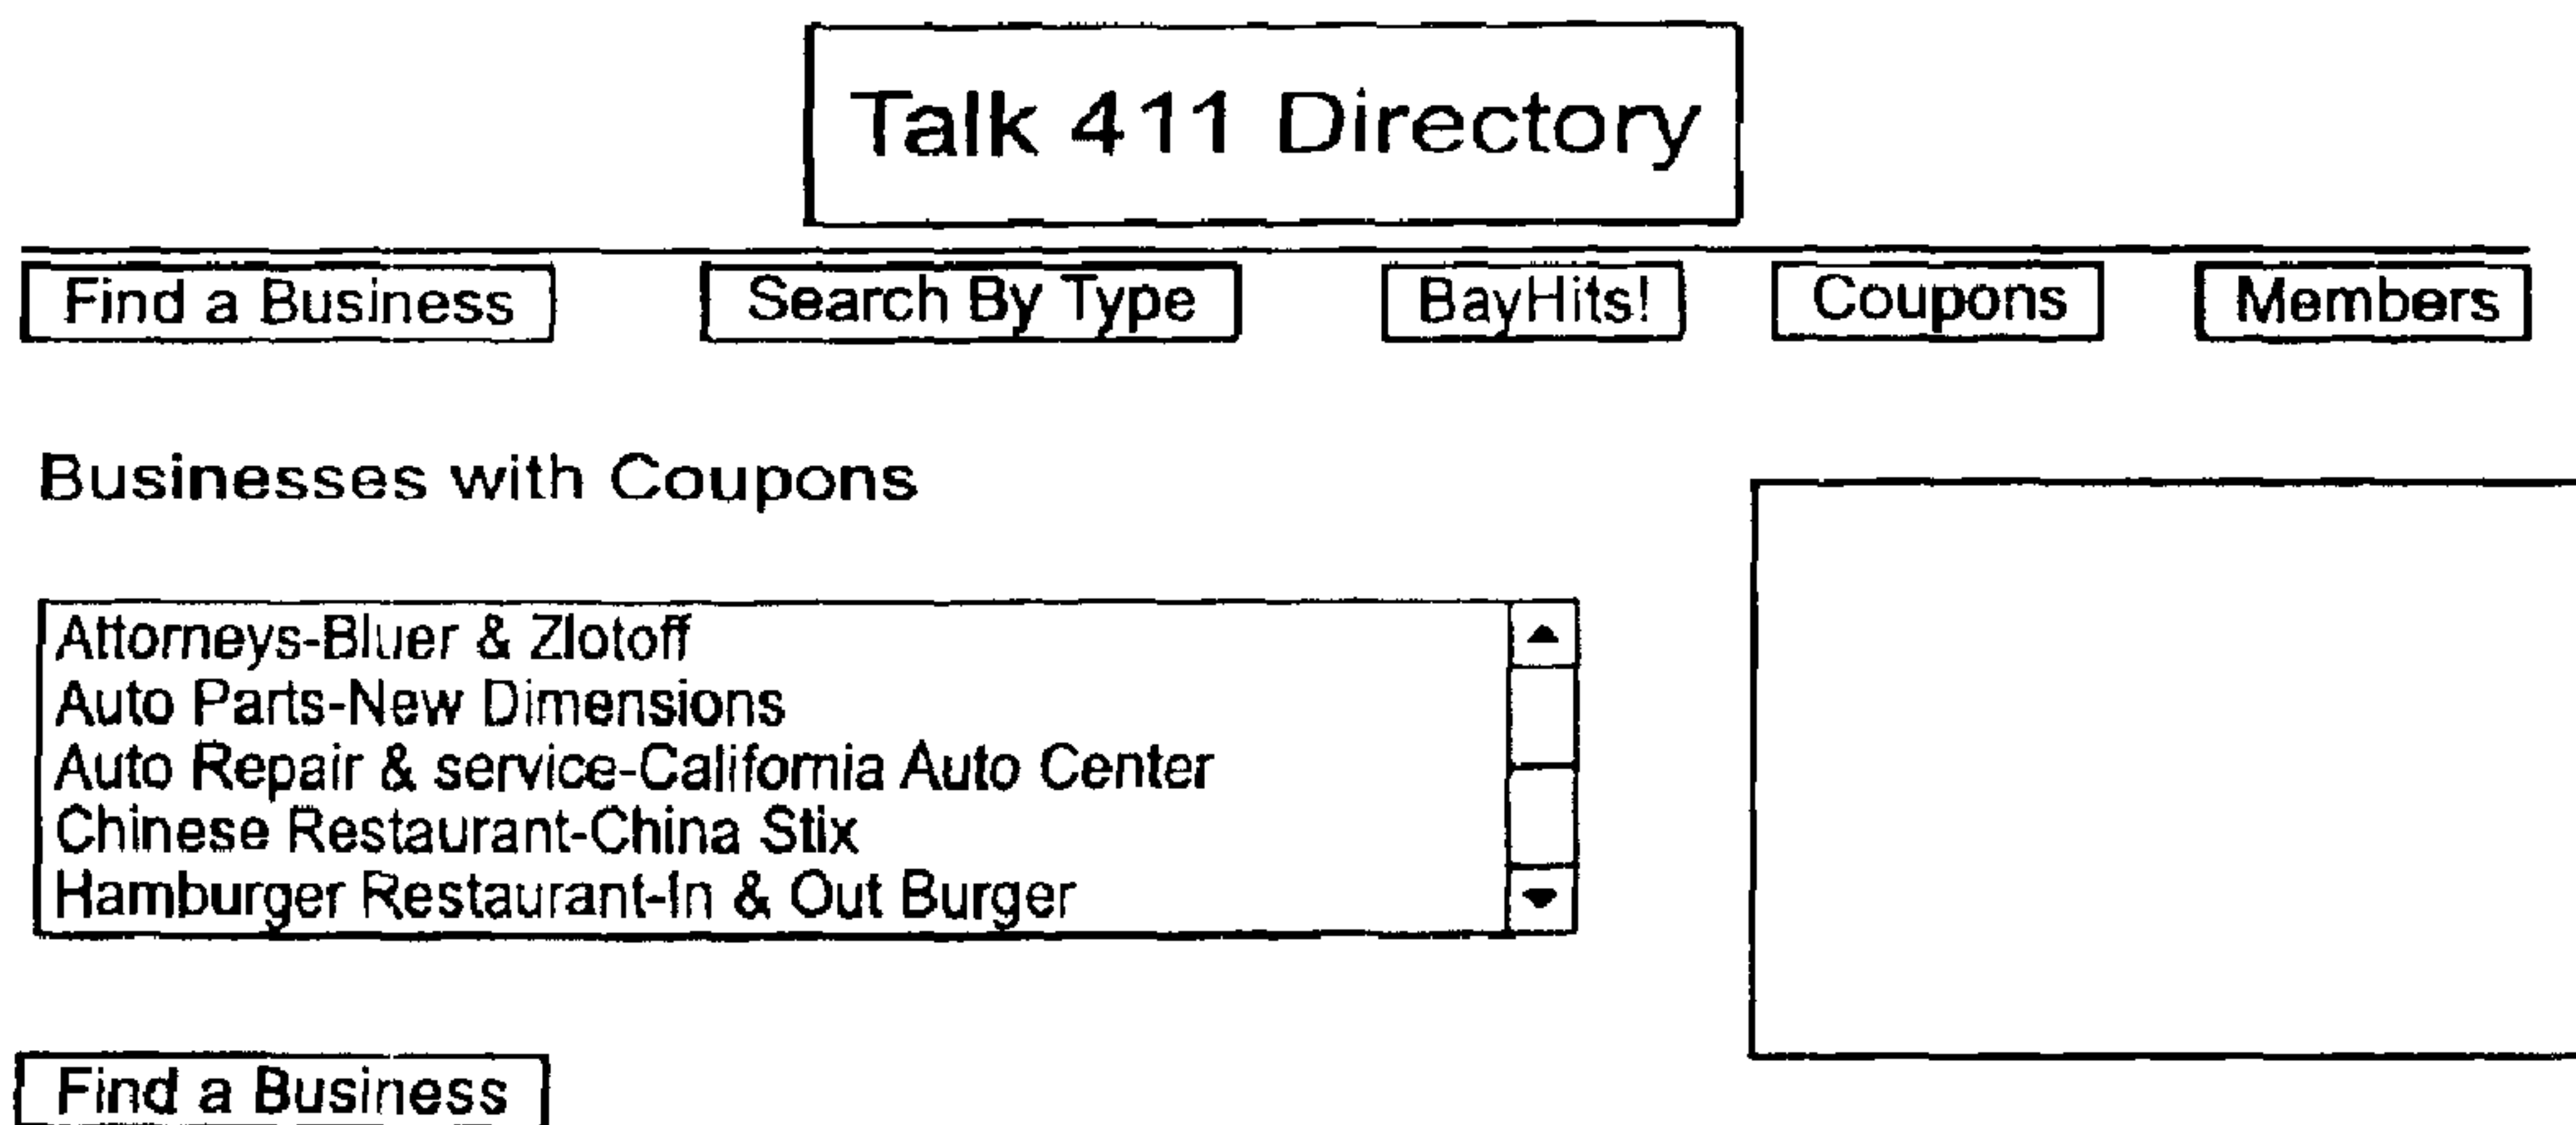 Talk 411 Directory
Find a Business Search By Type BayHits! Coupons Members
Businesses with Coupons
Attorneys-Bluer & Zlotoff
Auto Parts-New Dimensions
Auto Repair & service-California Auto Center
Chinese Restaurant-China Stix
Hamburger Restaurant-In & Out Burger
Find a Business